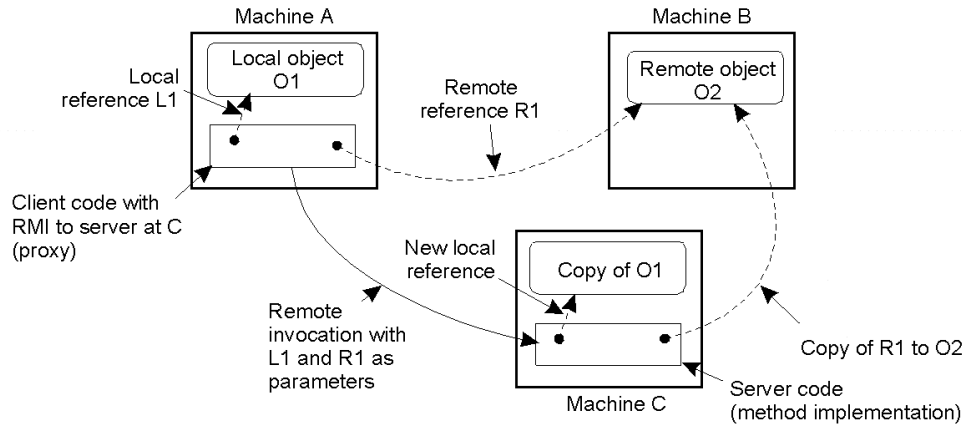 Machine A
Machine B
Local object
O1
Remote object
O2
Local
reference L1
Remote
reference R1
Client code with
RMI to server at C
(proxy)
New local
reference
Copy of O1
Remote
invocation with
L1 and R1 as
parameters
Copy of R1 to O2
Server code
(method implementation)
Machine C